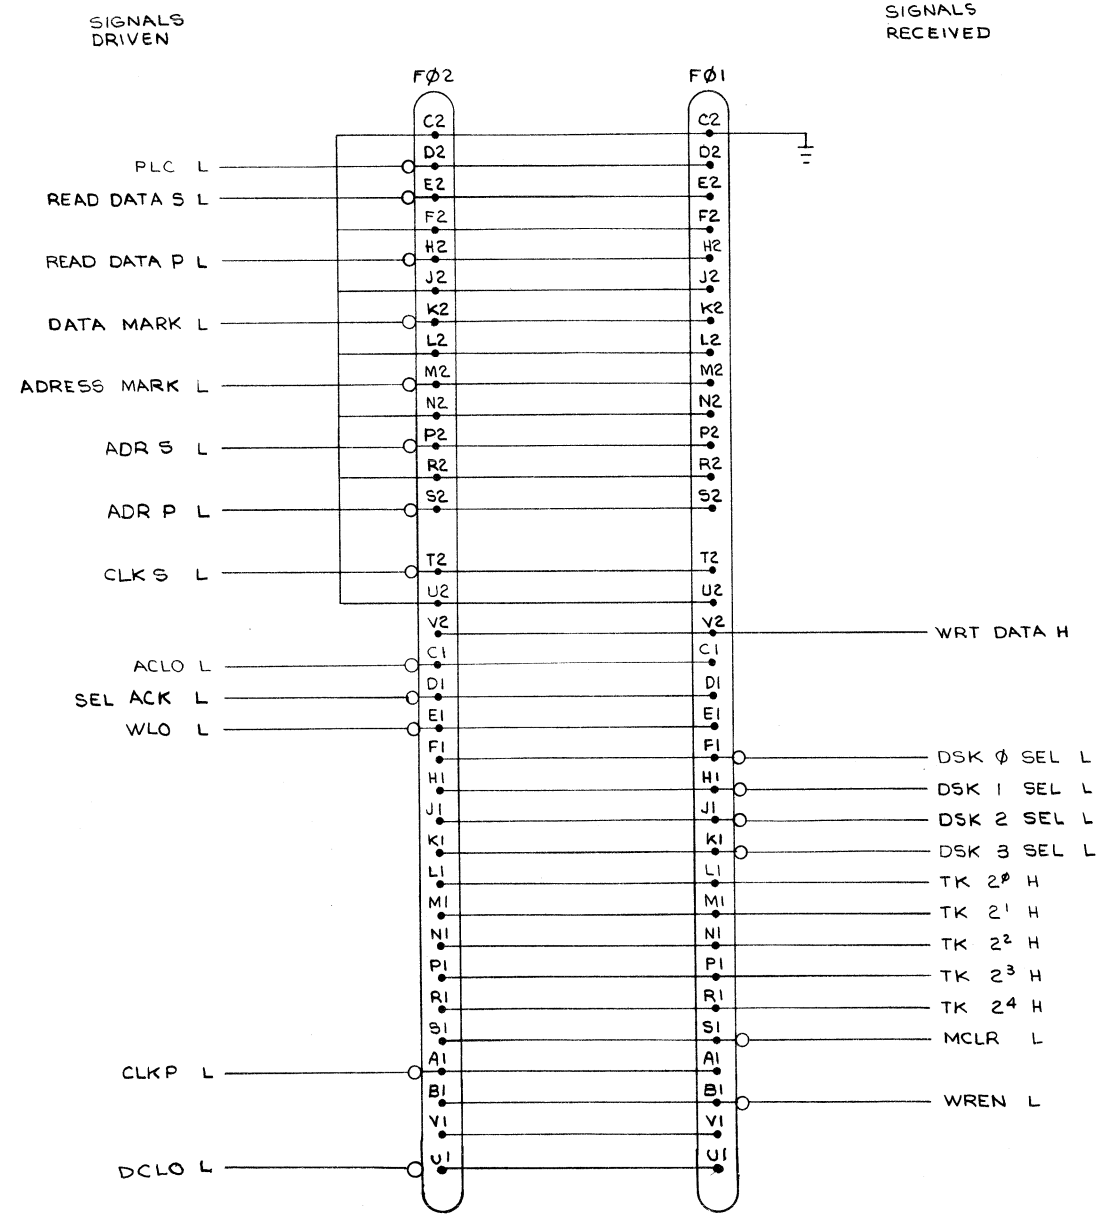 SIGNALS
DRIVEN
SIGNALS
RECEIVED
FØ2
FØ1
C2 C2
PLC L D2 D2
READ DATA S L E2 E2
F2 F2
READ DATA P L H2 H2
J2 J2
DATA MARK L K2 K2
L2 L2
ADRESS MARK L M2 M2
N2 N2
ADR S L P2 P2
R2 R2
ADR P L S2 S2
CLK S L T2 T2
U2 U2
V2 V2 WRT DATA H
ACLO L C1 C1
SEL ACK L D1 D1
WLO L E1 E1
F1 F1 DSK Ø SEL L
H1 H1 DSK 1 SEL L
J1 J1 DSK 2 SEL L
K1 K1 DSK 3 SEL L
L1 L1 TK 2ᶲ H
M1 M1 TK 2¹ H
N1 N1 TK 2² H
P1 P1 TK 2³ H
R1 R1 TK 2⁴ H
S1 S1 MCLR L
CLKP L A1 A1
B1 B1 WREN L
V1 V1
DCLO L U1 U1